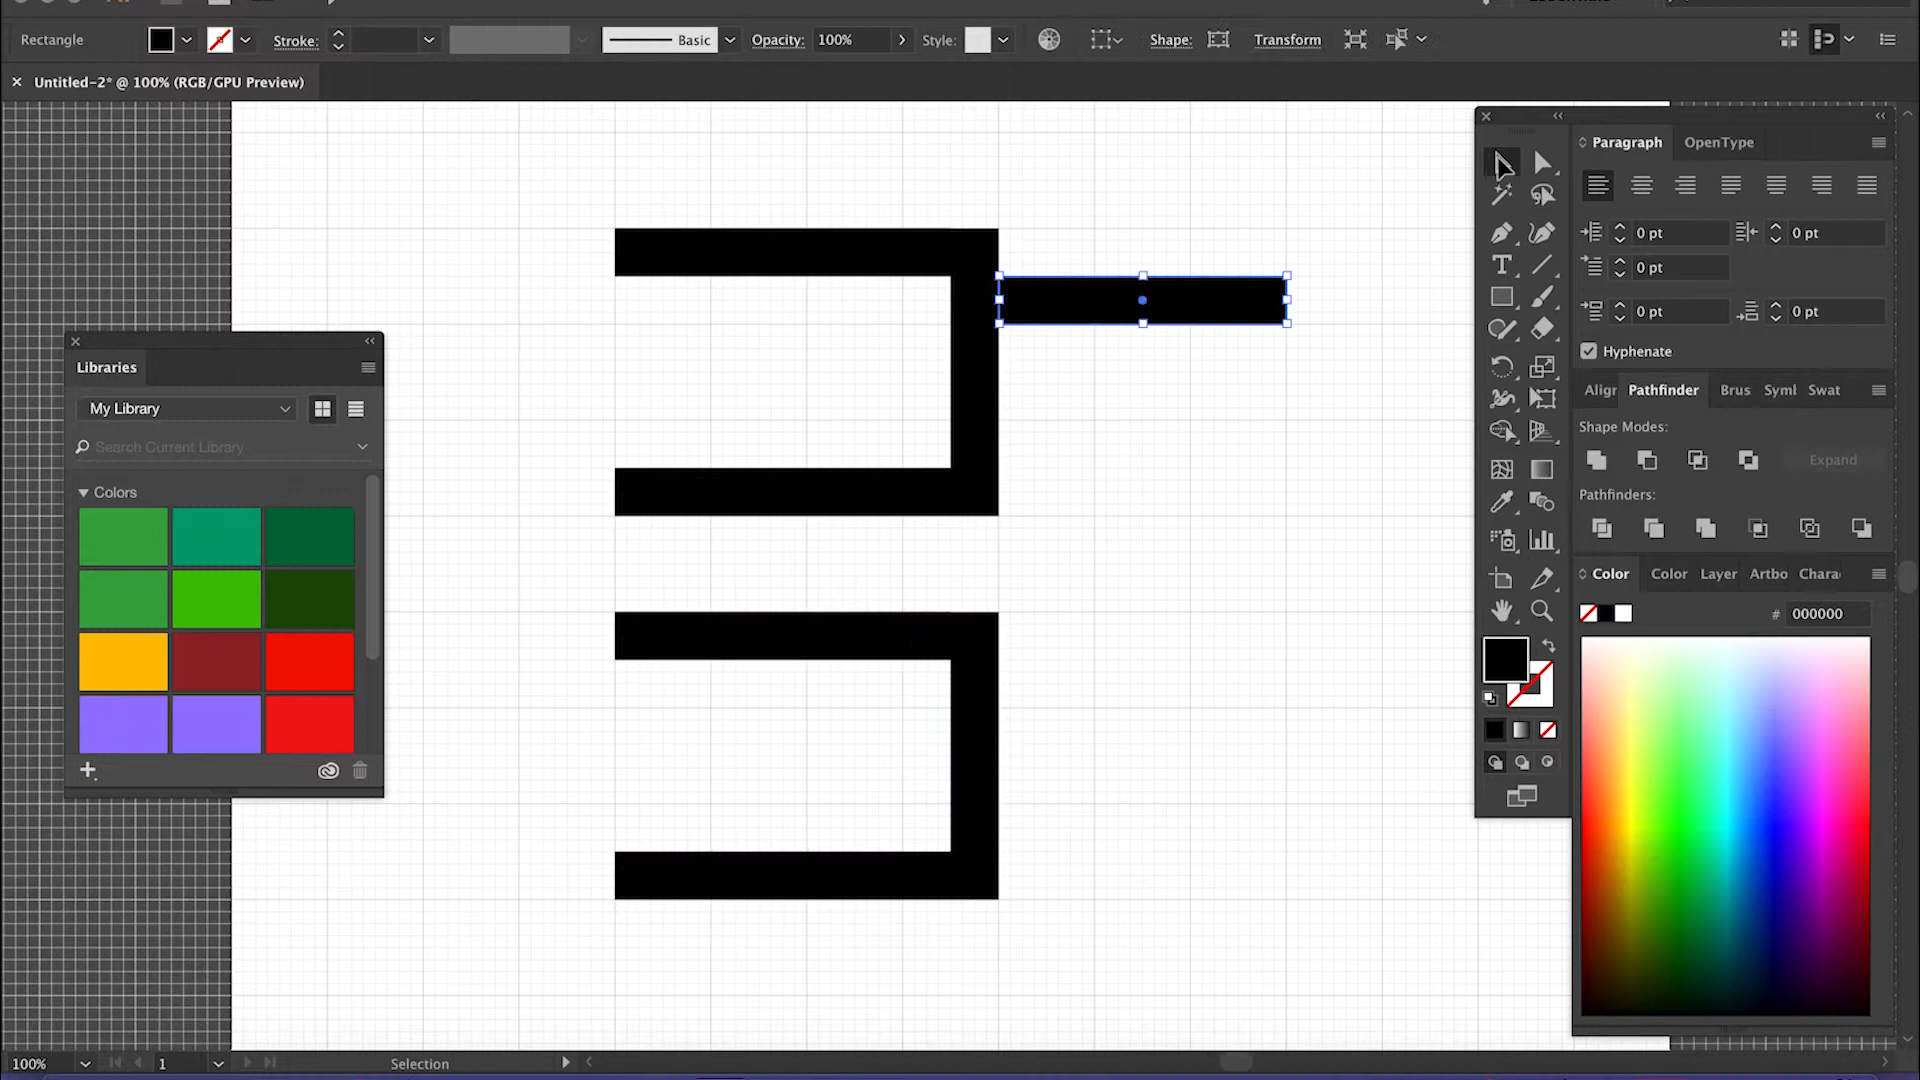 Rectangle
Stroke:
Basic
Opacity:
100%
Style:
Shape:
Transform
Untitled-2* @ 100% (RGB/GPU Preview)
Paragraph
OpenType
0 pt
0 pt
0 pt
0 pt
0 pt
Hyphenate
Libraries
My Library
Search Current Library
Colors
Aligr
Pathfinder
Brus
Symb
Swat
Shape Modes:
Expand
Pathfinders:
Color
Color
Layer
Artbo
Chara
# 000000
100%
1
Selection